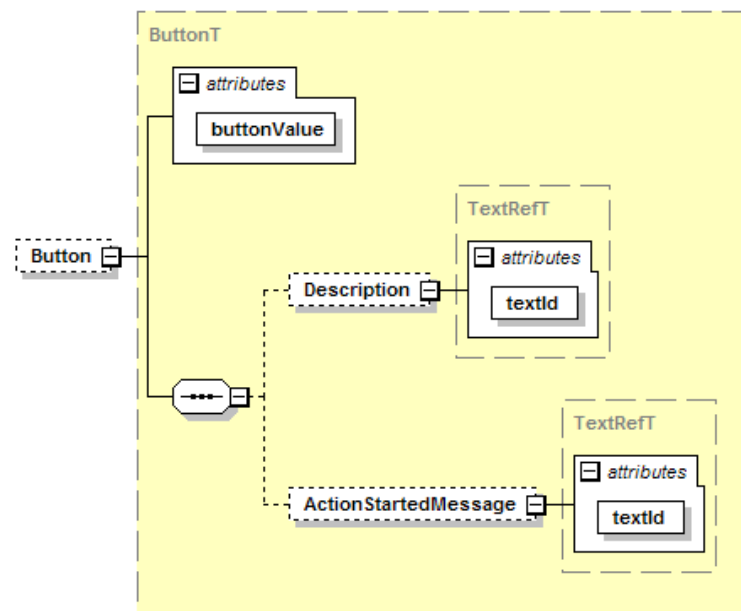 ButtonT
attributes
buttonValue
Button
TextRefT
attributes
Description
textId
TextRefT
attributes
ActionStartedMessage
textId